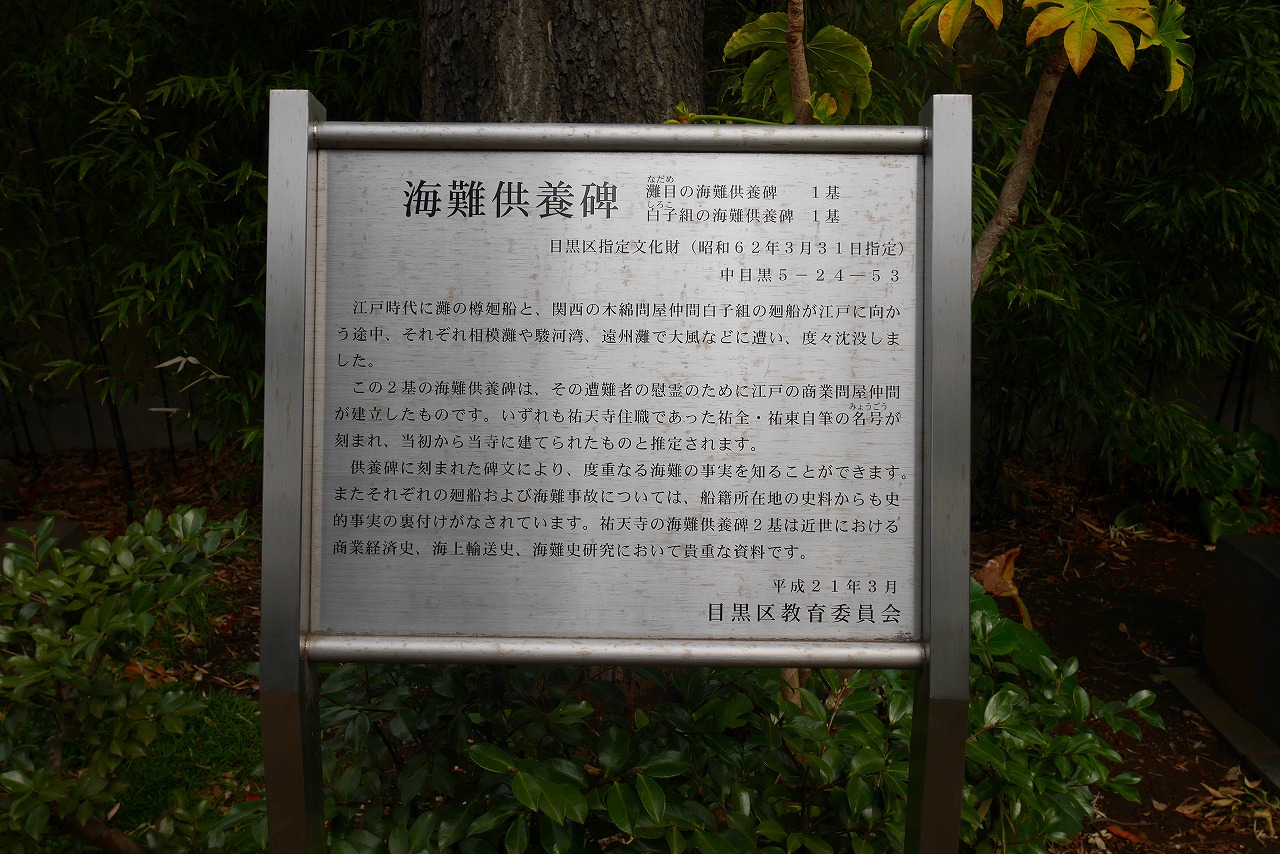 海難供養碑
灘目の海難供養碑　1基
白子組の海難供養碑　1基
目黒区指定文化財（昭和62年3月31日指定）
中目黒5－24―53
江戸時代に灘の樽廻船と、関西の木綿問屋仲間白子組の廻船が江戸に向か
う途中、それぞれ相模灘や駿河湾、遠州灘で大風などに遭い、度々沈没しま
した。
この2基の海難供養碑は、その遭難者の慰霊のために江戸の商業問屋仲間
が建立したものです。いずれも祐天寺住職であった祐全・祐東自筆の名号が
刻まれ、当初から当寺に建てられたものと推定されます。
供養碑に刻まれた碑文により、度重なる海難の事実を知ることができます。
またそれぞれの廻船および海難事故については、船籍所在地の史料からも史
的事実の裏付けがなされています。祐天寺の海難供養碑2基は近世における
商業経済史、海上輸送史、海難史研究において貴重な資料です。
平成21年3月
目黒区教育委員会